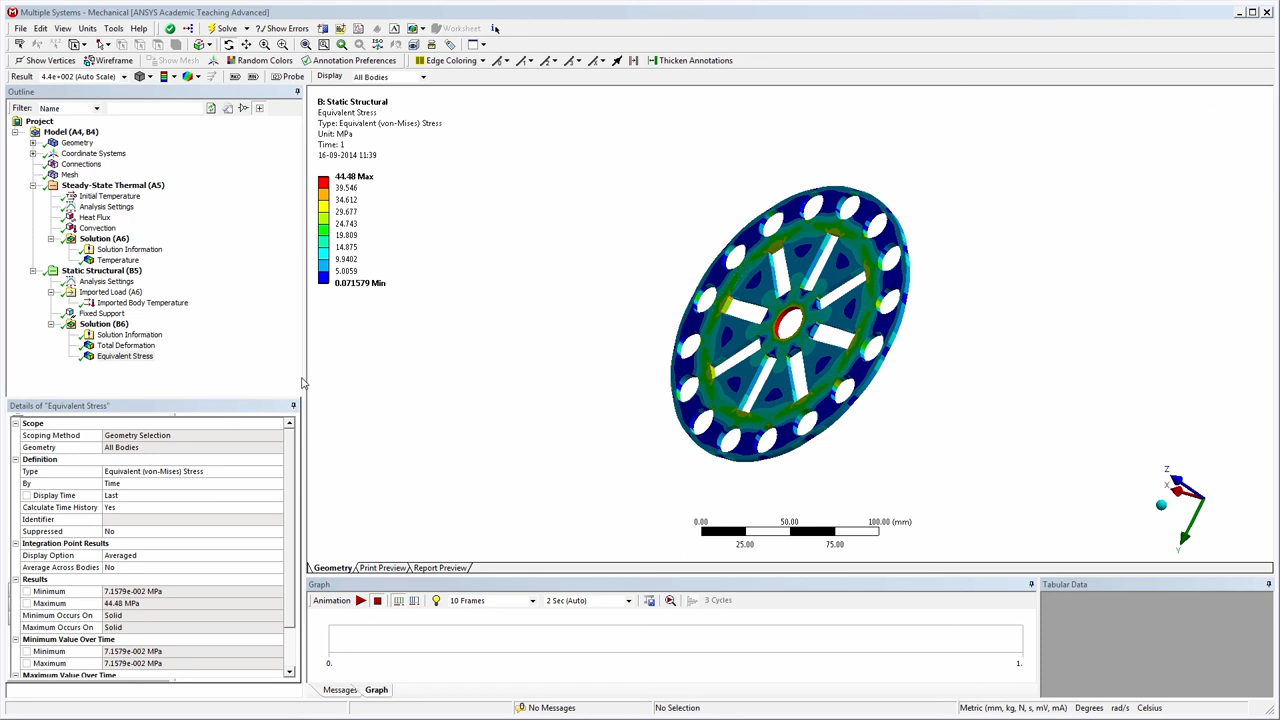 Multiple Systems - Mechanical [ANSYS Academic Teaching Advanced]
File Edit View Units Tools Help Solve ?/ Show Errors Worksheet i
Show Vertices Wireframe Show Mesh Random Colors Annotation Preferences Edge Coloring Thicken Annotations
Result 4.4e+002 (Auto Scale) Probe Display All Bodies
Outline
Filter: Name
Project
Model (A4, B4)
Geometry
Coordinate Systems
Connections
Mesh
Steady-State Thermal (A5)
Initial Temperature
Analysis Settings
Heat Flux
Convection
Solution (A6)
Solution Information
Temperature
Static Structural (B5)
Analysis Settings
Imported Load (A6)
Imported Body Temperature
Fixed Support
Solution (B6)
Solution Information
Total Deformation
Equivalent Stress
Details of "Equivalent Stress"
Scope
Scoping Method Geometry Selection
Geometry All Bodies
Definition
Type Equivalent (von-Mises) Stress
By Time
Display Time Last
Calculate Time History Yes
Identifier
Suppressed No
Integration Point Results
Display Option Averaged
Average Across Bodies No
Results
Minimum 7.1579e-002 MPa
Maximum 44.48 MPa
Minimum Occurs On Solid
Maximum Occurs On Solid
Minimum Value Over Time
Minimum 7.1579e-002 MPa
Maximum 7.1579e-002 MPa
Maximum Value Over Time
B: Static Structural
Equivalent Stress
Type: Equivalent (von-Mises) Stress
Unit: MPa
Time: 1
16-09-2014 11:39
44.48 Max
39.546
34.612
29.677
24.743
19.809
14.875
9.9402
5.0059
0.071579 Min
Z
X
Y
0.00 50.00 100.00 (mm)
25.00 75.00
Geometry Print Preview Report Preview
Graph
Animation 10 Frames 2 Sec (Auto) 3 Cycles
0. 1.
Messages Graph
Tabular Data
No Messages No Selection Metric (mm, kg, N, s, mV, mA) Degrees rad/s Celsius